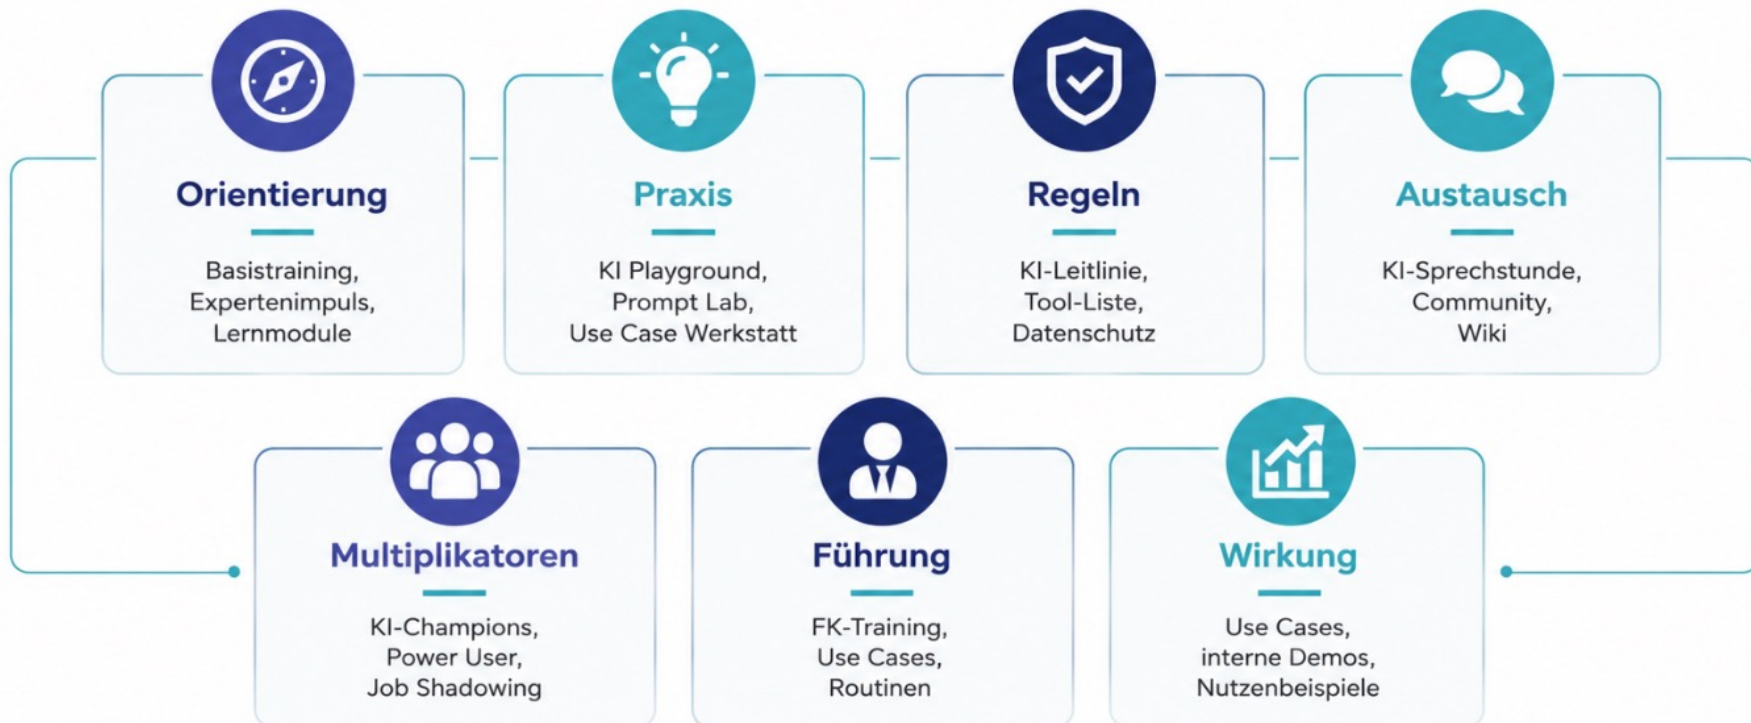 Orientierung
Basistraining,
Expertenimpuls,
Lernmodule
Praxis
KI Playground,
Prompt Lab,
Use Case Werkstatt
Regeln
KI-Leitlinie,
Tool-Liste,
Datenschutz
Austausch
KI-Sprechstunde,
Community,
Wiki
Multiplikatoren
KI-Champions,
Power User,
Job Shadowing
Führung
FK-Training,
Use Cases,
Routinen
Wirkung
Use Cases,
interne Demos,
Nutzenbeispiele